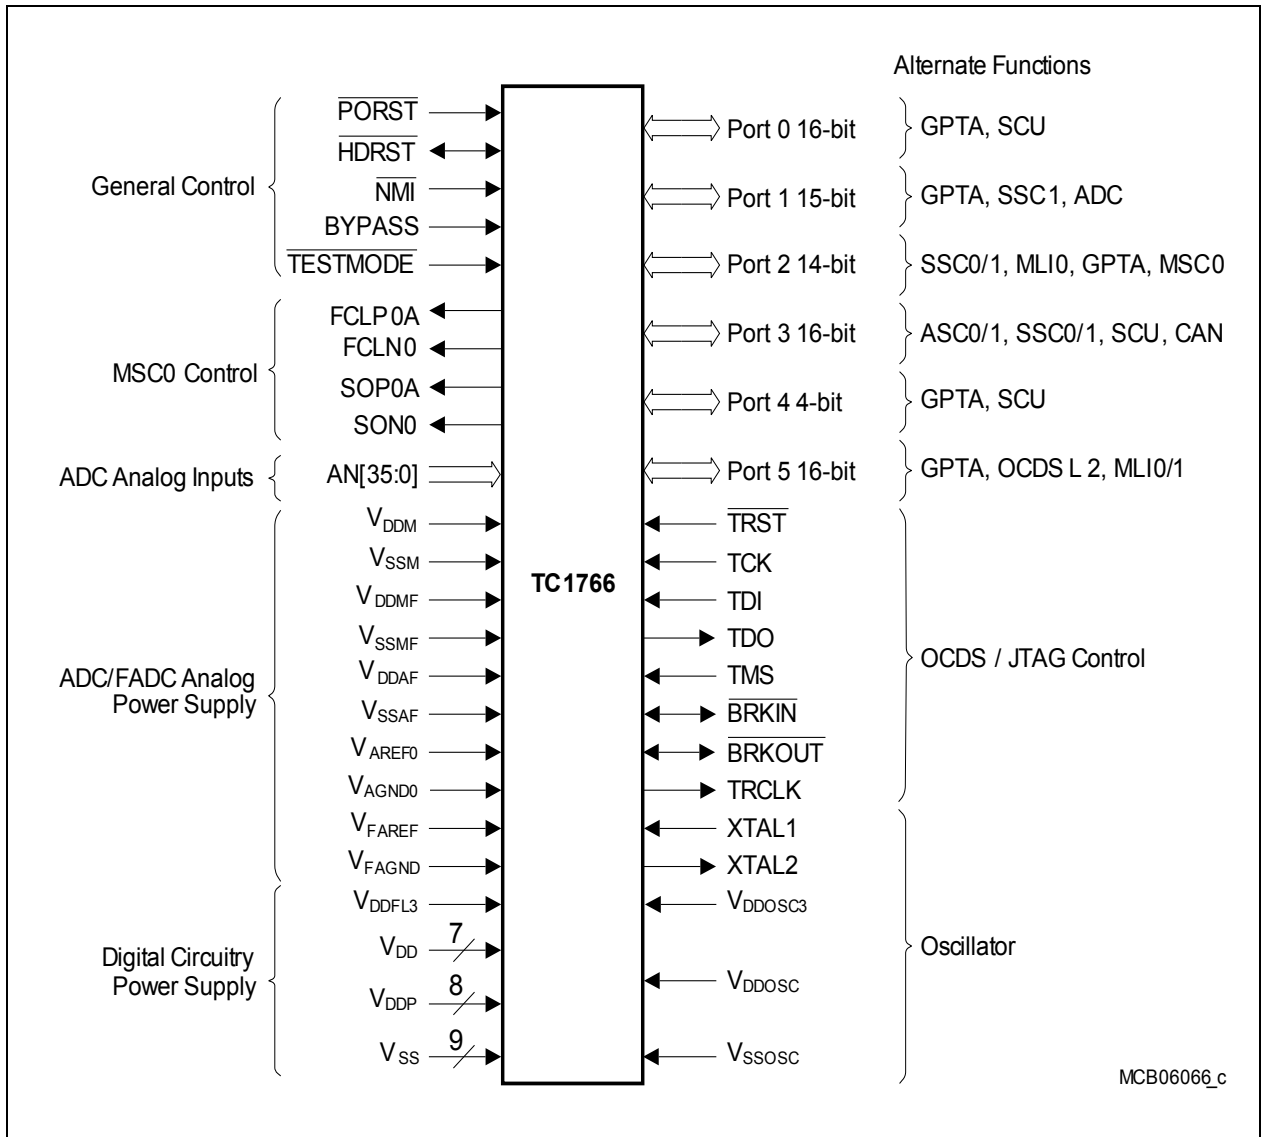 Alternate Functions
General Control
PORST
HDRST
NMI
BYPASS
TESTMODE
MSC0 Control
FCLP0A
FCLN0
SOP0A
SON0
ADC Analog Inputs
AN[35:0]
ADC/FADC Analog
Power Supply
VDDM
VSSM
VDDMF
VSSMF
VDDAF
VSSAF
VAREF0
VAGND0
VFAREF
VFAGND
Digital Circuitry
Power Supply
VDDFL3
VDD 7
VDDP 8
VSS 9
TC1766
Port 0 16-bit GPTA, SCU
Port 1 15-bit GPTA, SSC1, ADC
Port 2 14-bit SSC0/1, MLI0, GPTA, MSC0
Port 3 16-bit ASC0/1, SSC0/1, SCU, CAN
Port 4 4-bit GPTA, SCU
Port 5 16-bit GPTA, OCDS L 2, MLI0/1
TRST
TCK
TDI
TDO
TMS
BRKIN
BRKOUT
TRCLK
OCDS / JTAG Control
XTAL1
XTAL2
VDDOSC3
VDDOSC
VSSOSC
Oscillator
MCB06066_c